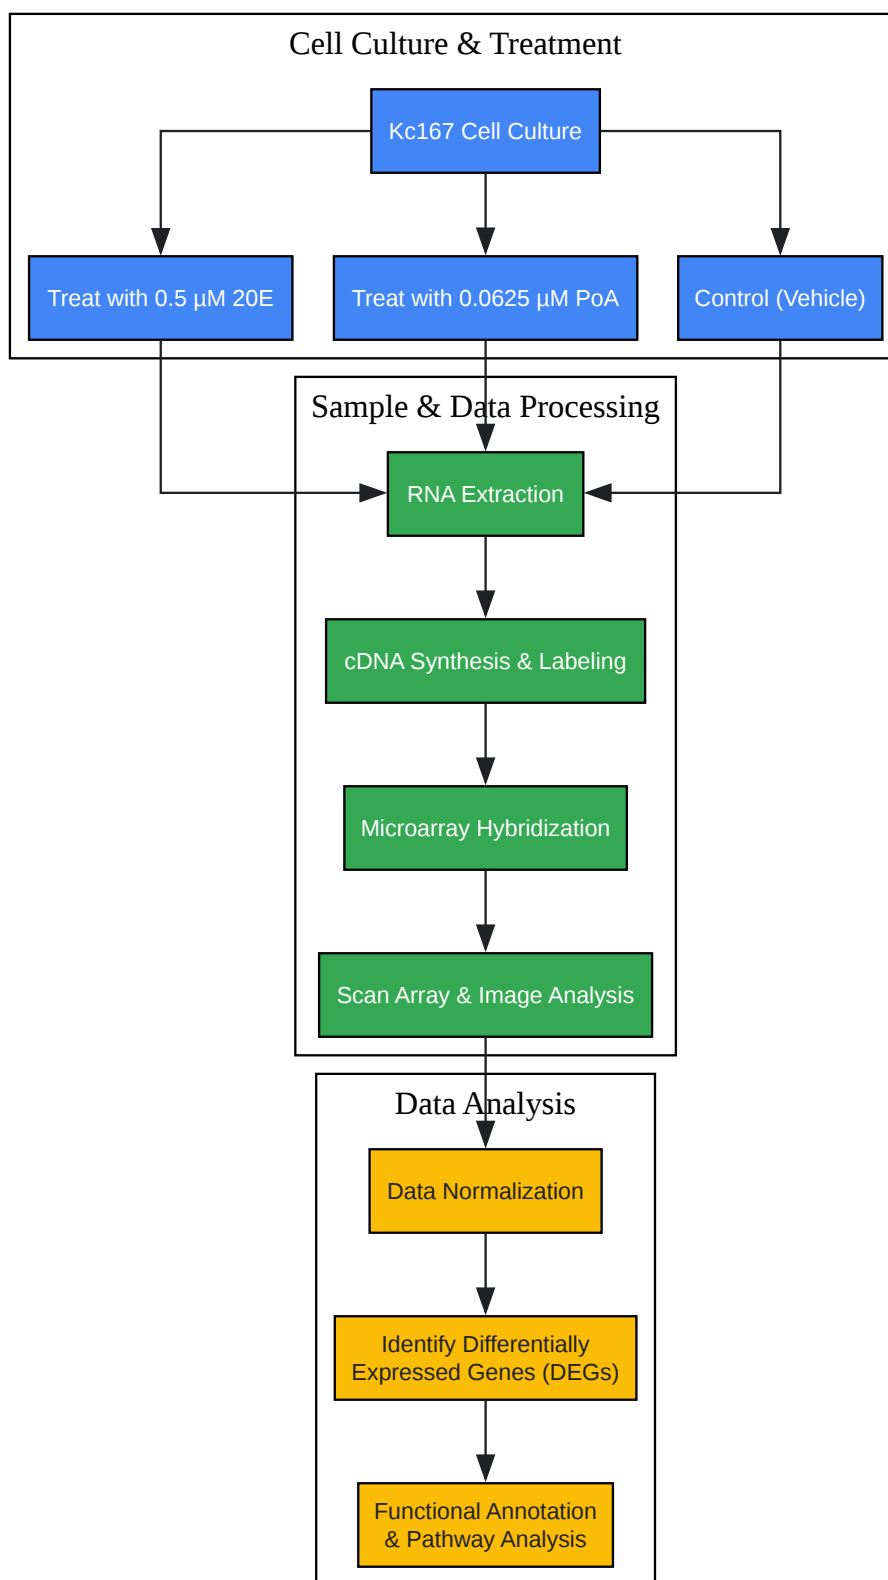 Cell Culture & Treatment
Kc167 Cell Culture
Treat with 0.5 µM 20E
Treat with 0.0625 µM PoA
Control (Vehicle)
Sample & Data Processing
RNA Extraction
cDNA Synthesis & Labeling
Microarray Hybridization
Scan Array & Image Analysis
Data Analysis
Data Normalization
Identify Differentially
Expressed Genes (DEGs)
Functional Annotation
& Pathway Analysis